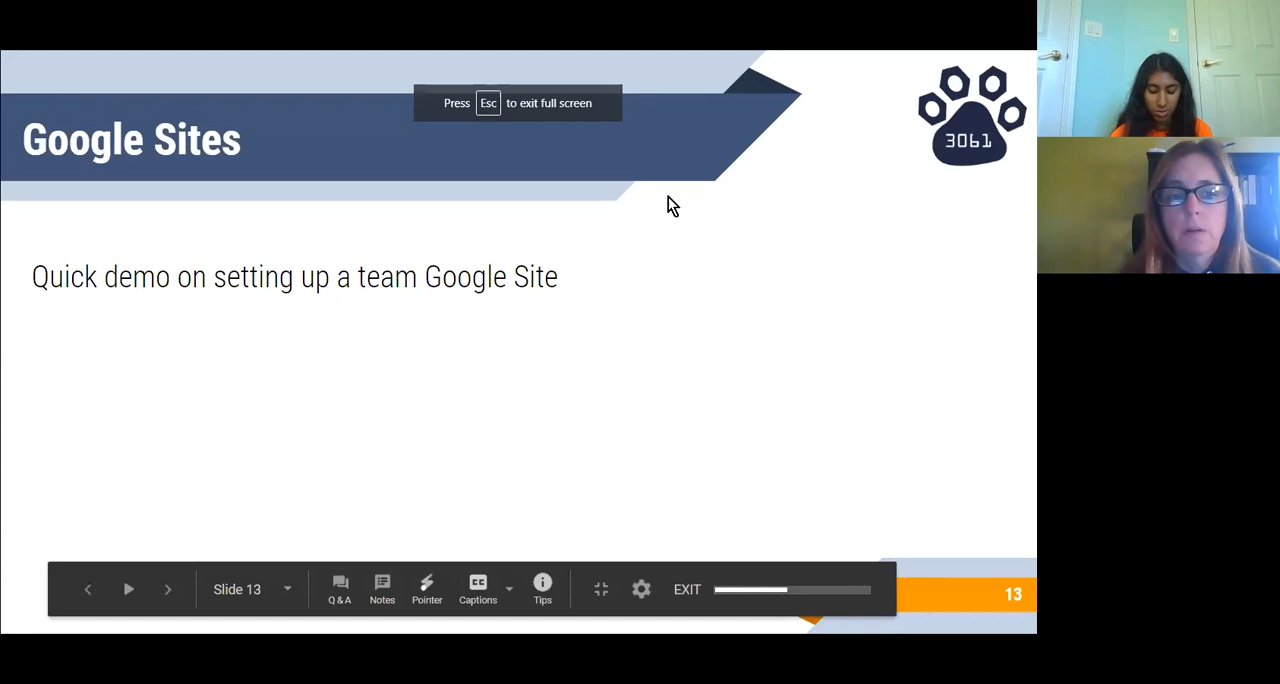 Press Esc to exit full screen
Google Sites
3061
Quick demo on setting up a team Google Site
Slide 13
Q & A
Notes
Pointer
CC
Captions
Tips
EXIT
13